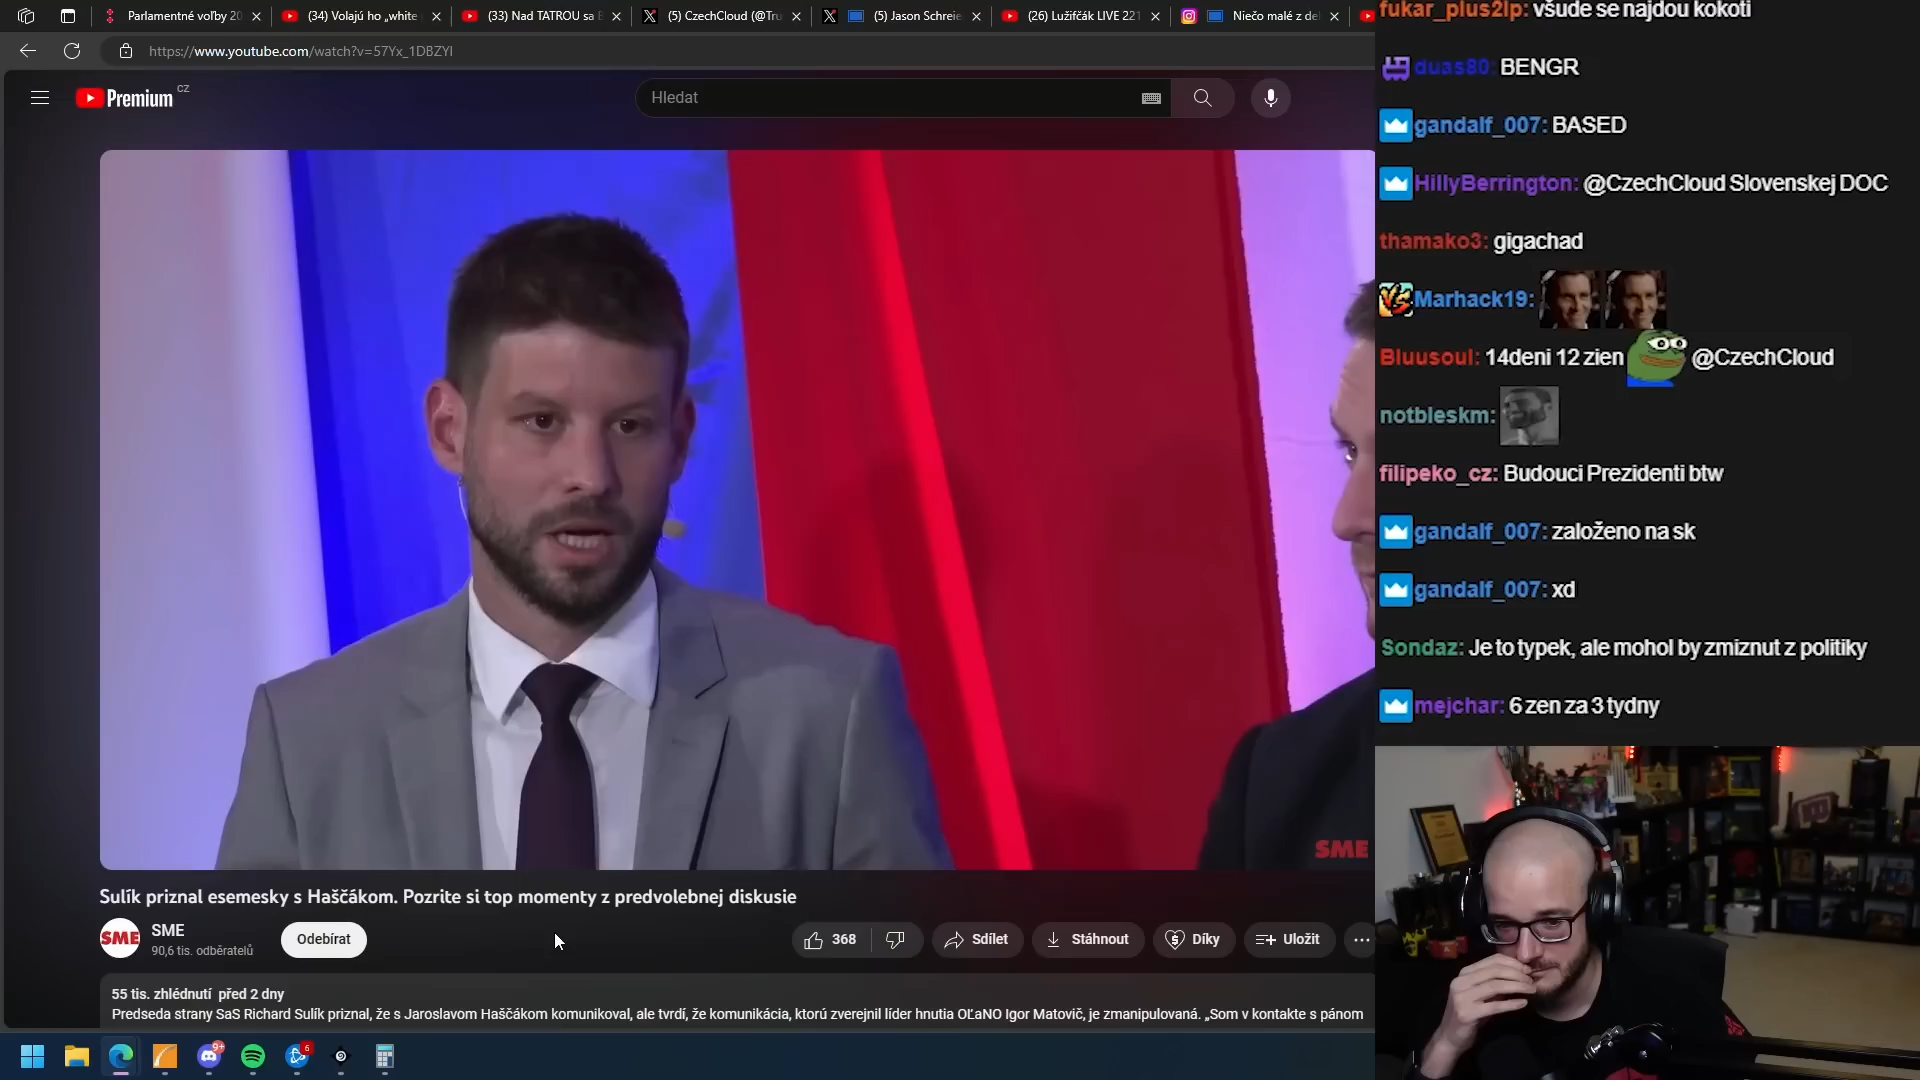 Parlamentné voľby 20
(34) Volajú ho „white
(33) Nad TATROU sa
(5) CzechCloud (@Tru
(5) Jason Schreie
(26) Lužifčák LIVE 221
Niečo malé z de
https://www.youtube.com/watch?v=57Yx_1DBZYI
Premium CZ
Hledat
SME
Sulík priznal esemesky s Haščákom. Pozrite si top momenty z predvolebnej diskusie
SME
SME
90,6 tis. odběratelů
Odebírat
368
Sdílet
Stáhnout
Díky
Uložit
55 tis. zhlédnutí před 2 dny
Predseda strany SaS Richard Sulík priznal, že s Jaroslavom Haščákom komunikoval, ale tvrdí, že komunikácia, ktorú zverejnil líder hnutia OĽaNO Igor Matovič, je zmanipulovaná. „Som v kontakte s pánom
9+
6
fukar_plus2lp: všude se najdou kokoti
duas80: BENGR
gandalf_007: BASED
HillyBerrington: @CzechCloud Slovenskej DOC
thamako3: gigachad
VS Marhack19:
Bluusoul: 14deni 12 zien @CzechCloud
notbleskm:
filipeko_cz: Budouci Prezidenti btw
gandalf_007: založeno na sk
gandalf_007: xd
Sondaz: Je to typek, ale mohol by zmiznut z politiky
mejchar: 6 zen za 3 tydny